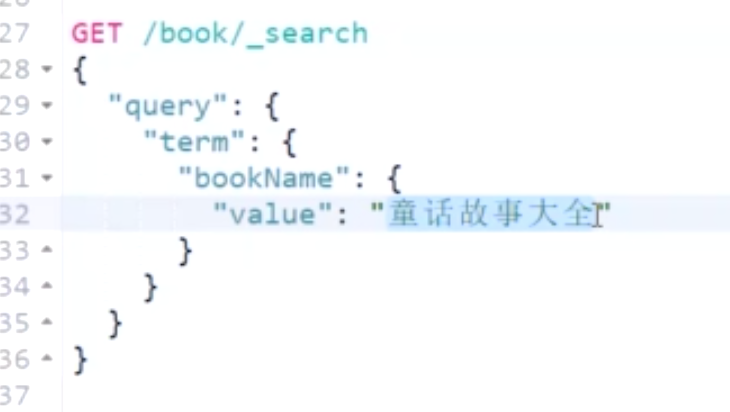 27 GET /book/_search
28 {
29 "query": {
30 "term": {
31 "bookName": {
32 "value": "童话故事大全"
33 }
34 }
35 }
36 }
37